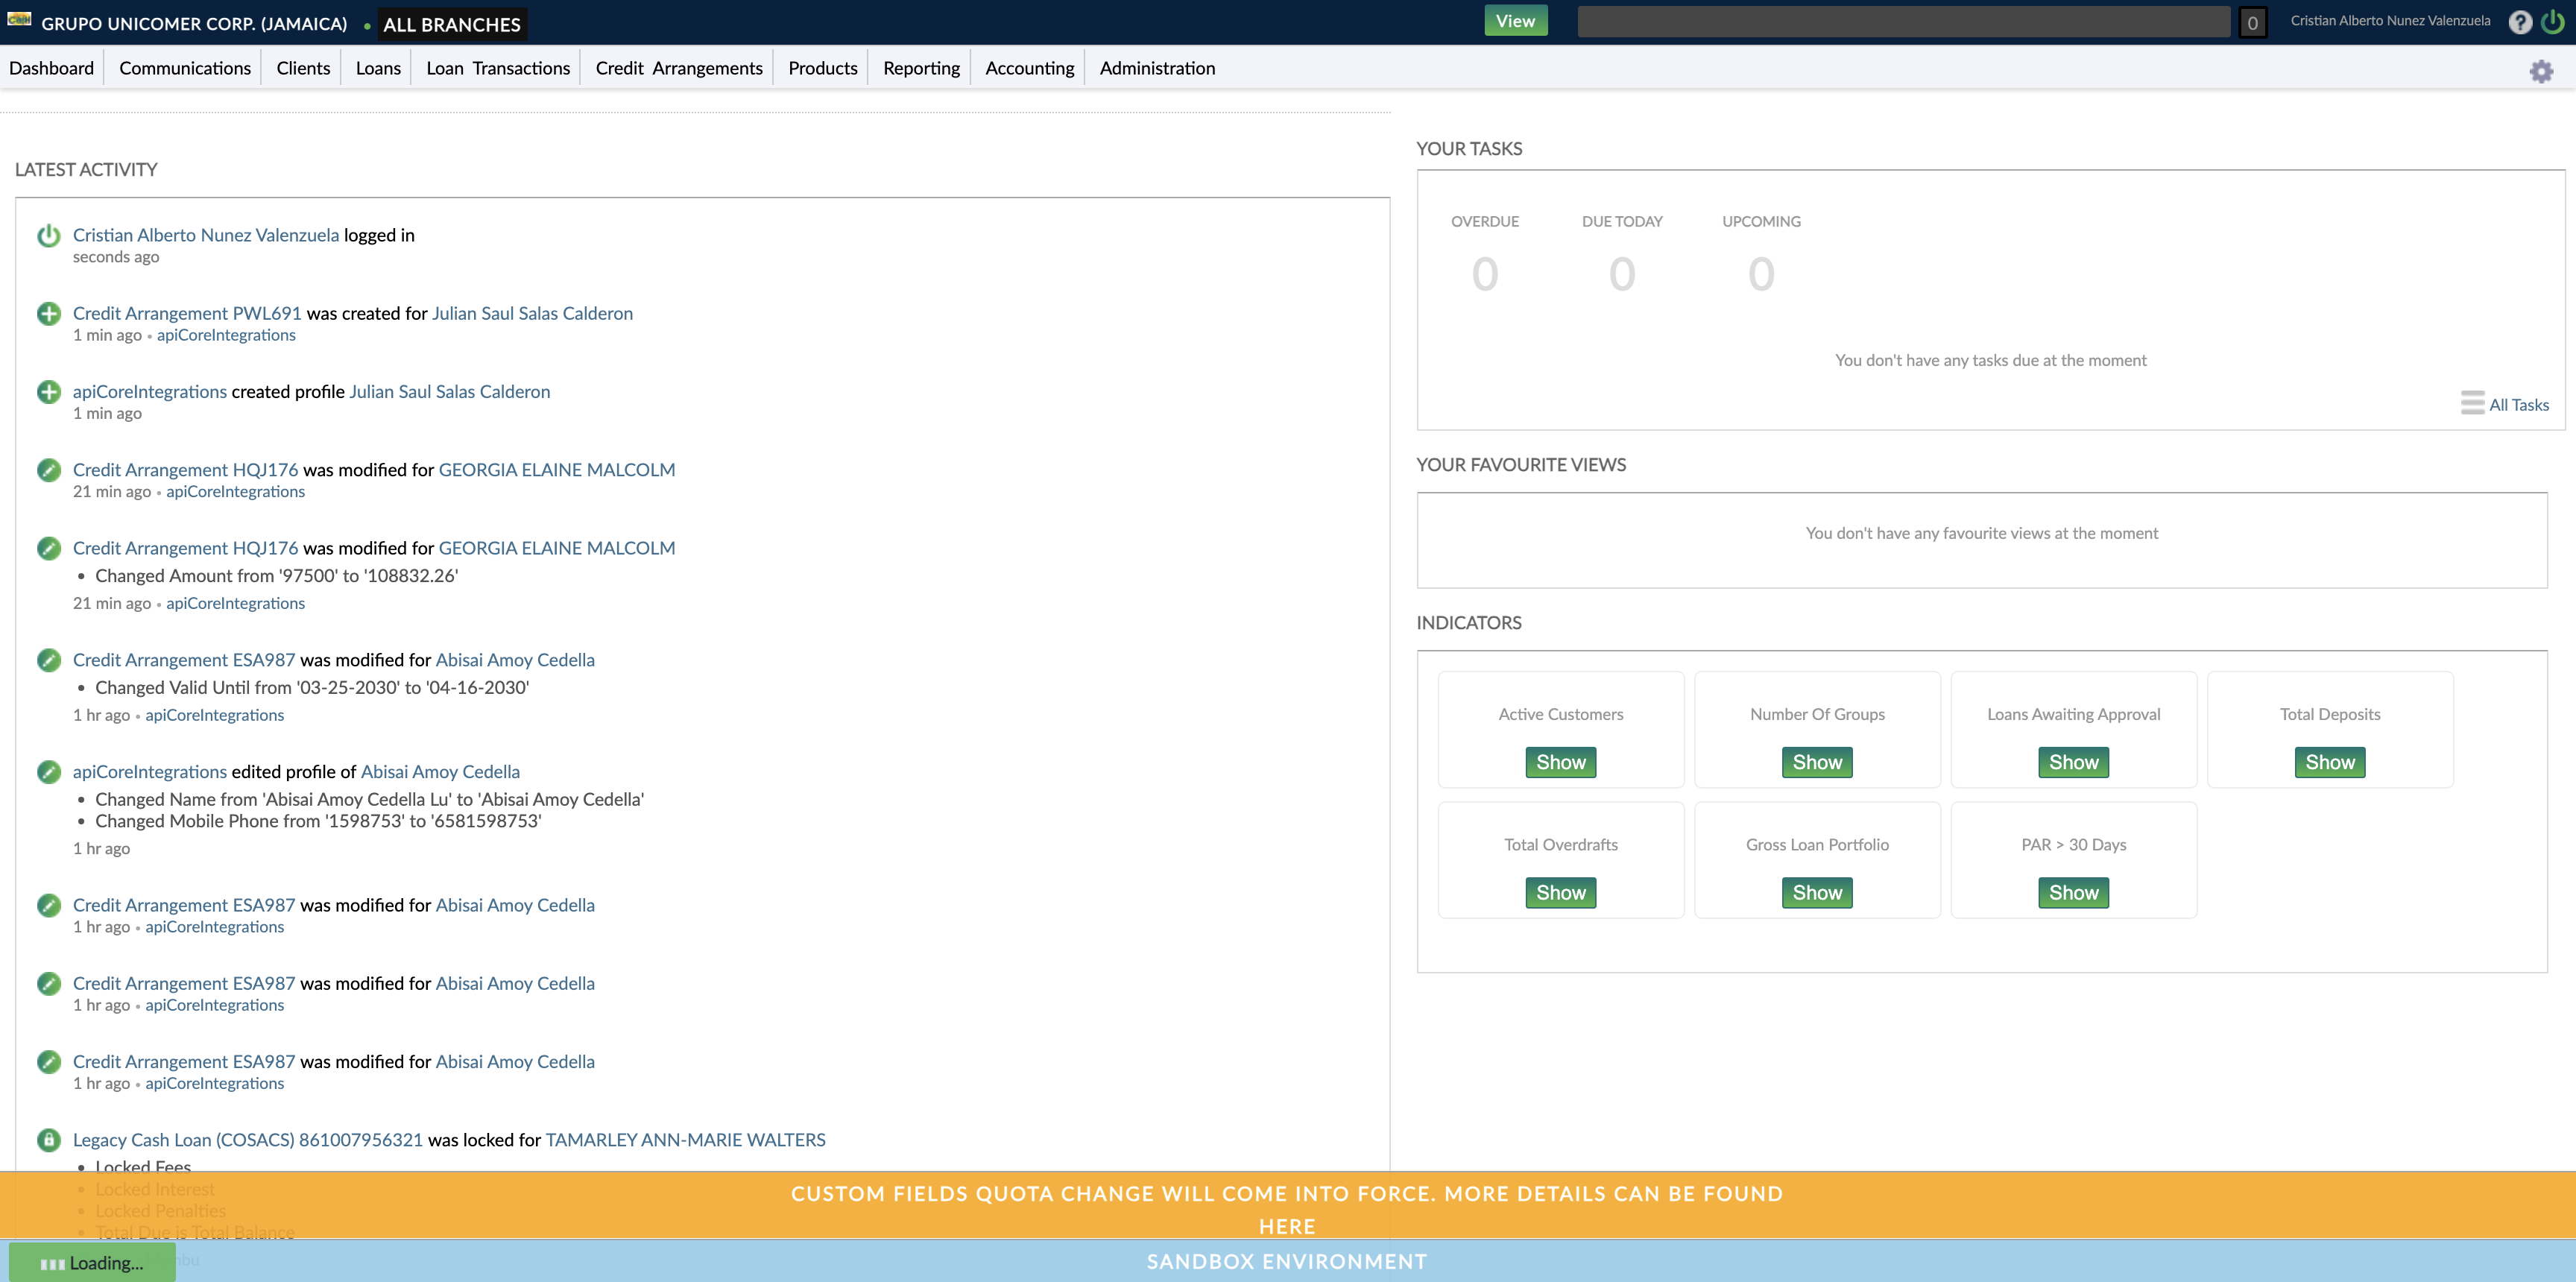 GRUPO UNICOMER CORP. (JAMAICA) • ALL BRANCHES
View
0
Cristian Alberto Nunez Valenzuela
?
Dashboard
Communications
Clients
Loans
Loan Transactions
Credit Arrangements
Products
Reporting
Accounting
Administration
LATEST ACTIVITY
Cristian Alberto Nunez Valenzuela logged in
seconds ago
Credit Arrangement PWL691 was created for Julian Saul Salas Calderon
1 min ago • apiCoreIntegrations
apiCoreIntegrations created profile Julian Saul Salas Calderon
1 min ago
Credit Arrangement HQJ176 was modified for GEORGIA ELAINE MALCOLM
21 min ago • apiCoreIntegrations
Credit Arrangement HQJ176 was modified for GEORGIA ELAINE MALCOLM
• Changed Amount from '97500' to '108832.26'
21 min ago • apiCoreIntegrations
Credit Arrangement ESA987 was modified for Abisai Amoy Cedella
• Changed Valid Until from '03-25-2030' to '04-16-2030'
1 hr ago • apiCoreIntegrations
apiCoreIntegrations edited profile of Abisai Amoy Cedella
• Changed Name from 'Abisai Amoy Cedella Lu' to 'Abisai Amoy Cedella'
• Changed Mobile Phone from '1598753' to '6581598753'
1 hr ago
Credit Arrangement ESA987 was modified for Abisai Amoy Cedella
1 hr ago • apiCoreIntegrations
Credit Arrangement ESA987 was modified for Abisai Amoy Cedella
1 hr ago • apiCoreIntegrations
Credit Arrangement ESA987 was modified for Abisai Amoy Cedella
1 hr ago • apiCoreIntegrations
Legacy Cash Loan (COSACS) 861007956321 was locked for TAMARLEY ANN-MARIE WALTERS
• Locked Fees
• Locked Interest
• Locked Penalties
• Total Due is Total Balance
YOUR TASKS
OVERDUE DUE TODAY UPCOMING
0 0 0
You don't have any tasks due at the moment
All Tasks
YOUR FAVOURITE VIEWS
You don't have any favourite views at the moment
INDICATORS
Active Customers Number Of Groups Loans Awaiting Approval Total Deposits
Show Show Show Show
Total Overdrafts Gross Loan Portfolio PAR > 30 Days
Show Show Show
CUSTOM FIELDS QUOTA CHANGE WILL COME INTO FORCE. MORE DETAILS CAN BE FOUND
HERE
SANDBOX ENVIRONMENT
Loading...